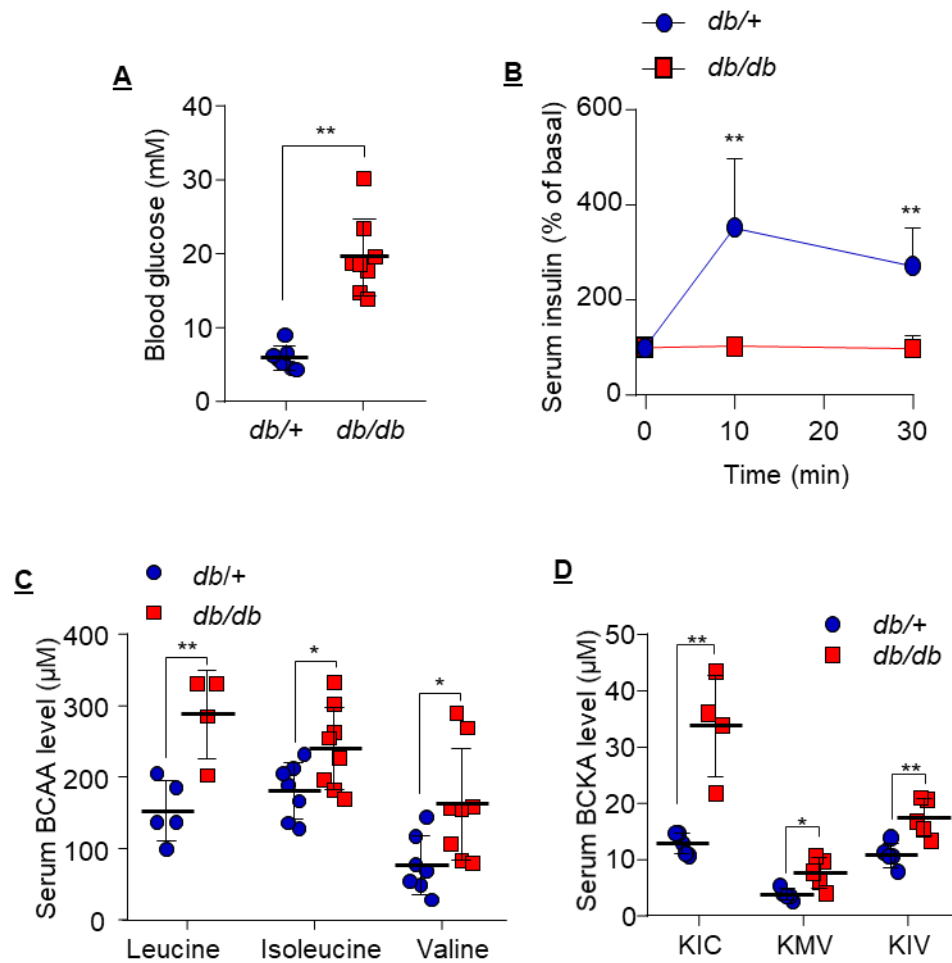 A
Blood glucose (mM)
40
30
20
10
0
**
db/+
db/db
db/+
db/db
B
Serum insulin (% of basal)
600
400
200
0
**
**
0
10
20
30
Time (min)
C
db/+
db/db
Serum BCAA level (µM)
400
300
200
100
0
**
*
*
Leucine
Isoleucine
Valine
D
db/+
db/db
Serum BCKA level (µM)
50
40
30
20
10
0
**
*
**
KIC
KMV
KIV